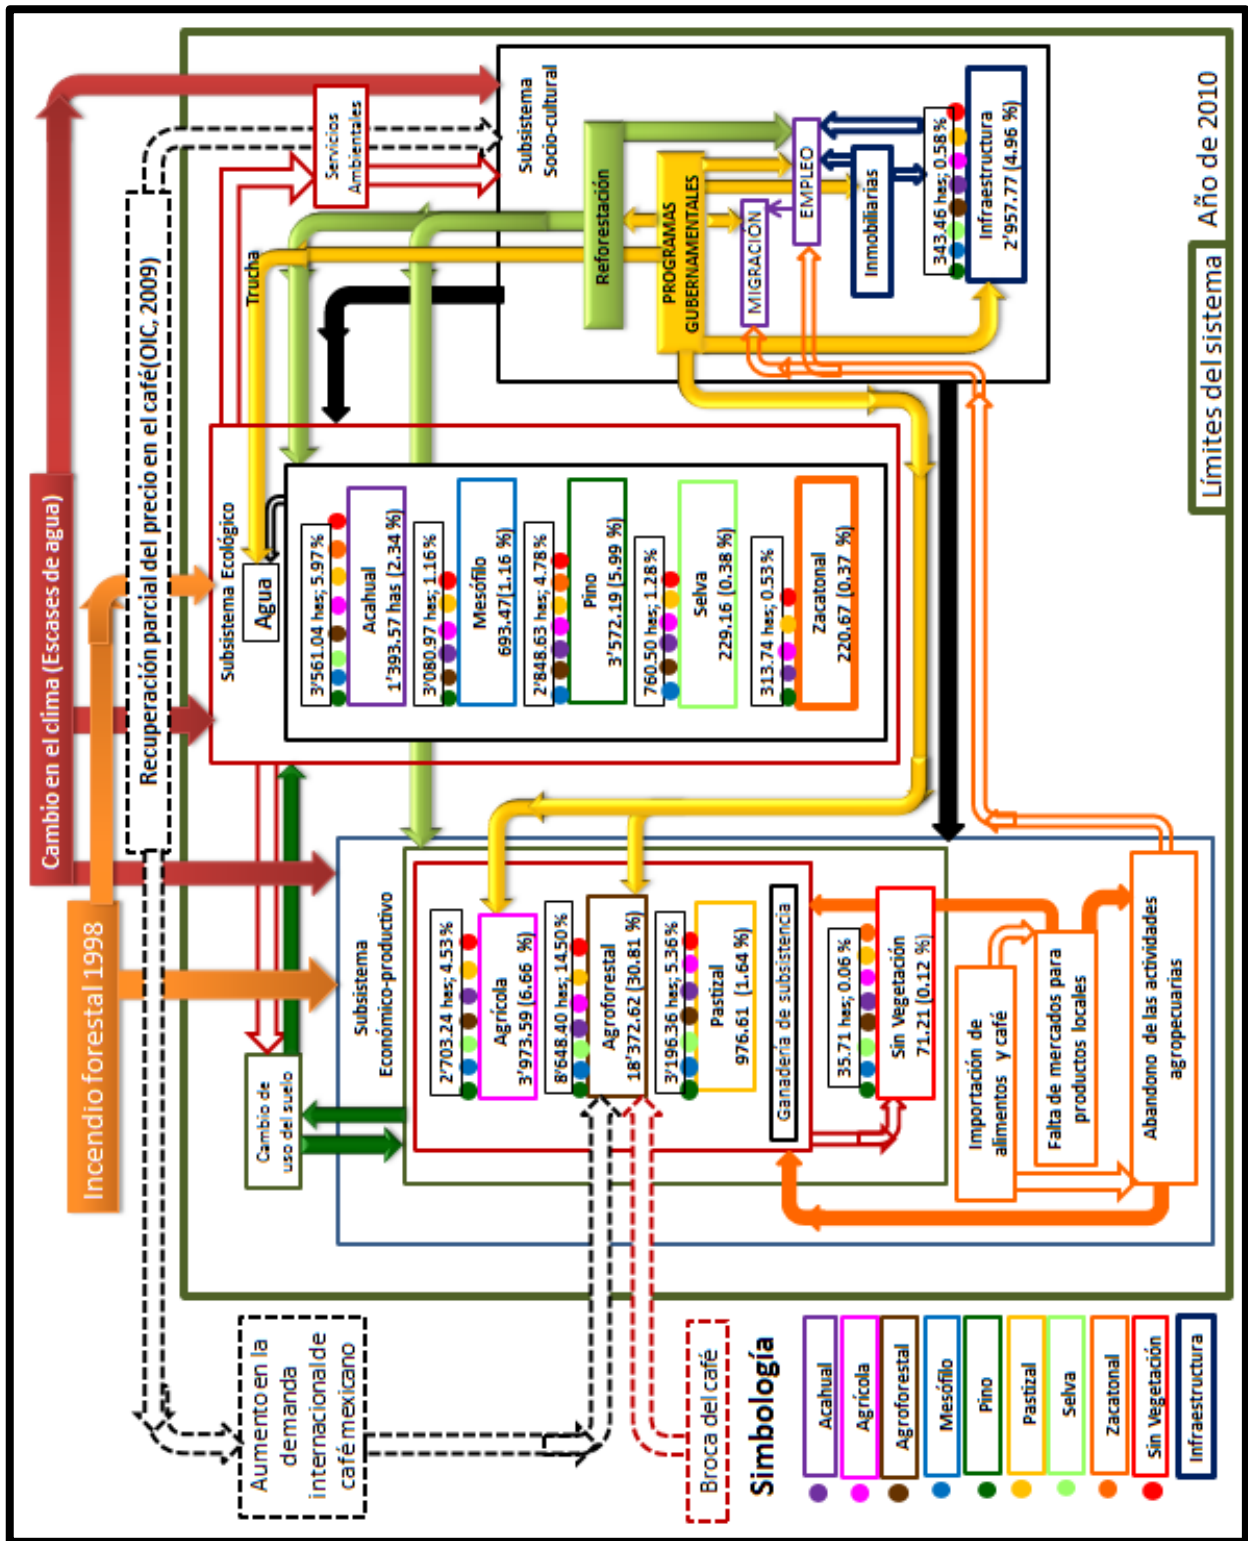 Incendio forestal 1998
Cambio en el clima (Escases de agua)
Recuperación parcial del precio en el café(OIC, 2009)
Aumento en la
demanda
internacional de
café mexicano
Broca del café
Cambio de
uso del suelo
Servicios
Ambientales
Trucha
Subsistema
Económico-productivo
2’703.24 has; 4.53%
Agrícola
3’973.59 (6.66 %)
8’648.40 has; 14.50%
Agroforestal
18’372.62 (30.81 %)
3’196.36 has; 5.36%
Pastizal
976.61 (1.64 %)
Ganadería de subsistencia
35.71 has; 0.06 %
Sin Vegetación
71.21 (0.12 %)
Importación de
alimentos y café
Falta de mercados para
productos locales
Abandono de las actividades
agropecuarias
Subsistema Ecológico
Agua
3’561.04 has; 5.97%
Acahual
1’393.57 has (2.34 %)
3’080.97 has; 1.16%
Mesófilo
693.47(1.16 %)
2’848.63 has; 4.78%
Pino
3’572.19 (5.99 %)
760.50 has; 1.28%
Selva
229.16 (0.38 %)
313.74 has; 0.53%
Zacatonal
220.67 (0.37 %)
Subsistema
Socio-cultural
Reforestación
PROGRAMAS
GUBERNAMENTALES
MIGRACIÓN
EMPLEO
Inmobiliarias
343.46 has; 0.58%
Infraestructura
2’957.77 (4.96 %)
Límites del sistema
Año de 2010
Simbología
Acahual
Agrícola
Agroforestal
Mesófilo
Pino
Pastizal
Selva
Zacatonal
Sin Vegetación
Infraestructura